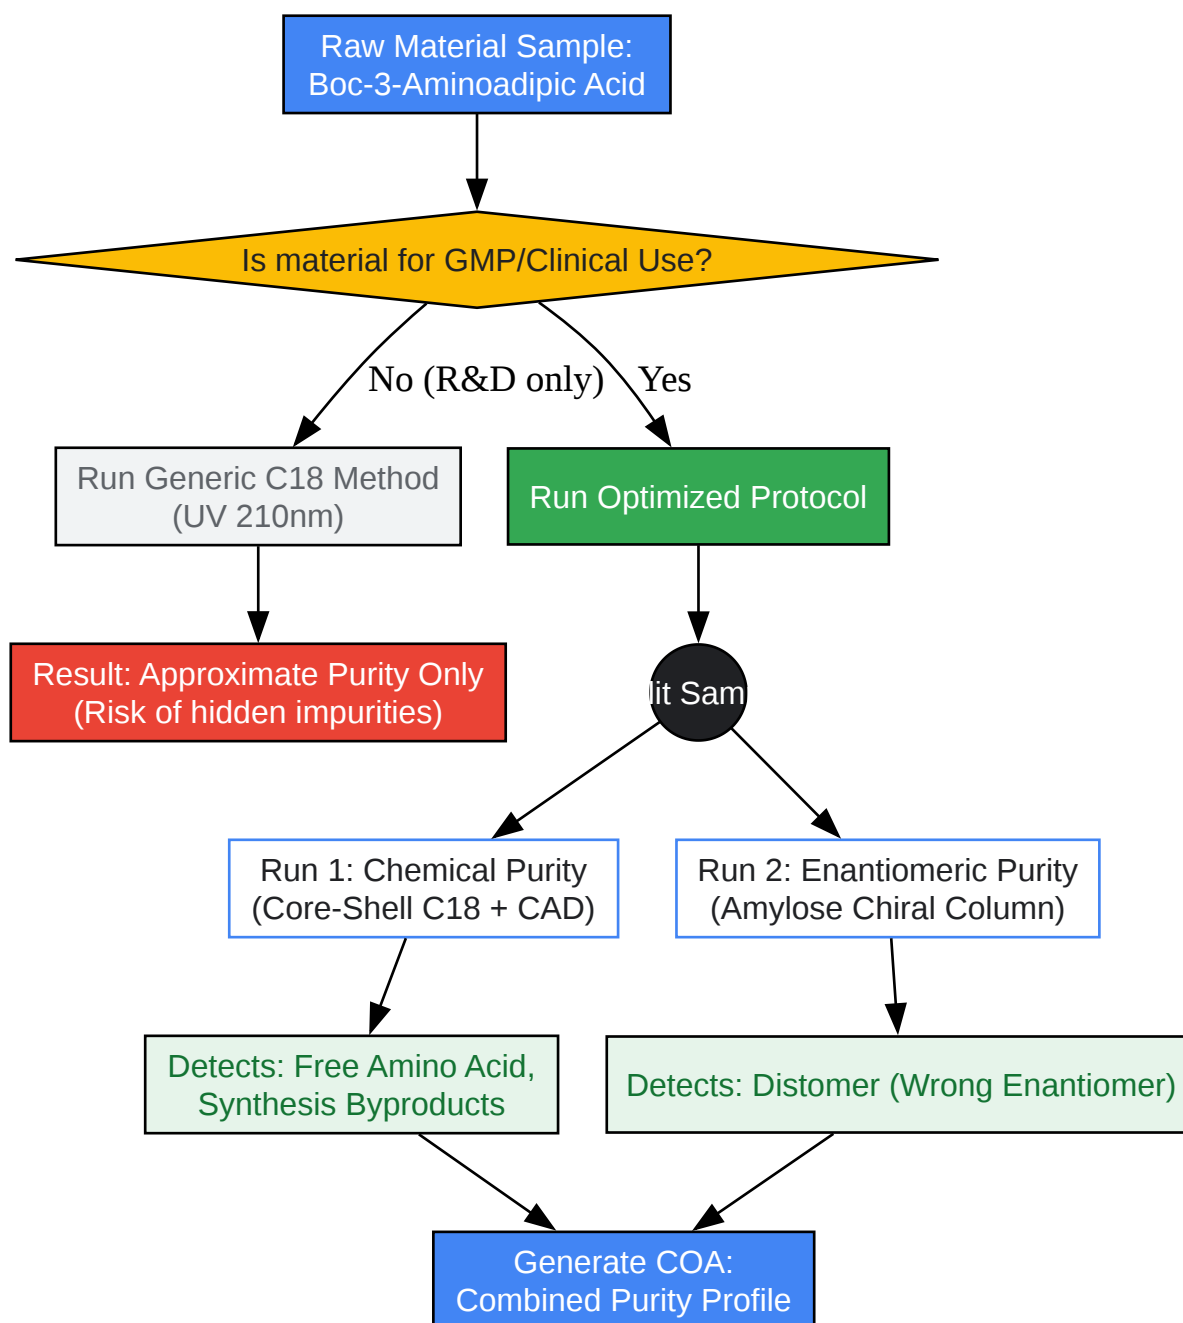 Raw Material Sample:
Boc-3-Aminoadipic Acid
Is material for GMP/Clinical Use?
No (R&D only)
Yes
Run Generic C18 Method
(UV 210nm)
Run Optimized Protocol
Result: Approximate Purity Only
(Risk of hidden impurities)
lit Sam
Run 1: Chemical Purity
(Core-Shell C18 + CAD)
Run 2: Enantiomeric Purity
(Amylose Chiral Column)
Detects: Free Amino Acid,
Synthesis Byproducts
Detects: Distomer (Wrong Enantiomer)
Generate COA:
Combined Purity Profile